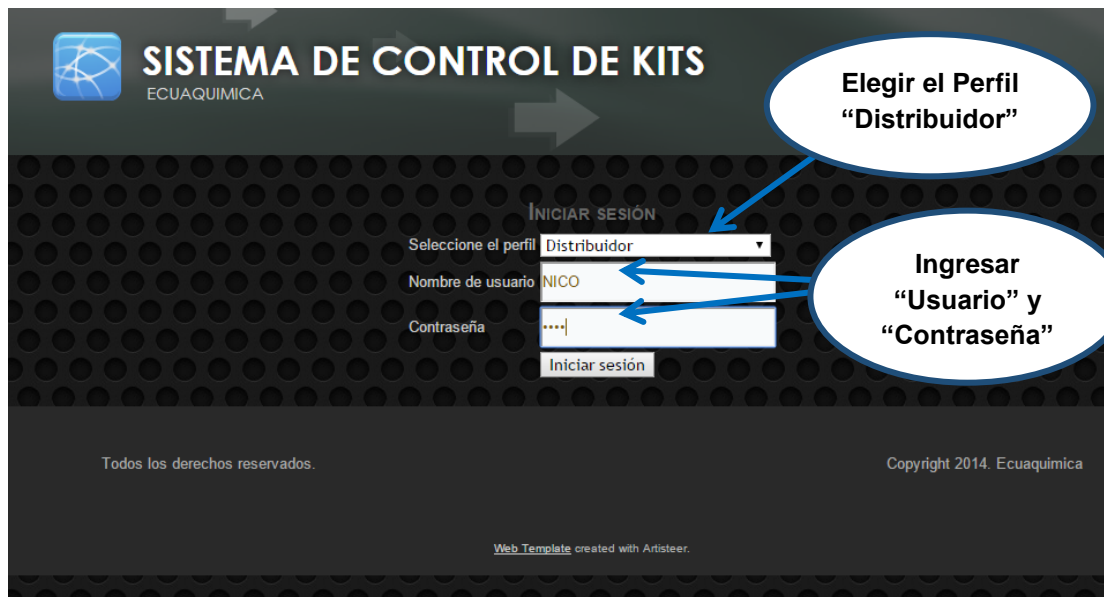 SISTEMA DE CONTROL DE KITS
ECUAQUIMICA
Elegir el Perfil
“Distribuidor”
INICIAR SESIÓN
Seleccione el perfil Distribuidor
Nombre de usuario NICO
Contraseña ••••
Iniciar sesión
Ingresar
“Usuario” y
“Contraseña”
Todos los derechos reservados.
Copyright 2014. Ecuaquimica
Web Template created with Artisteer.